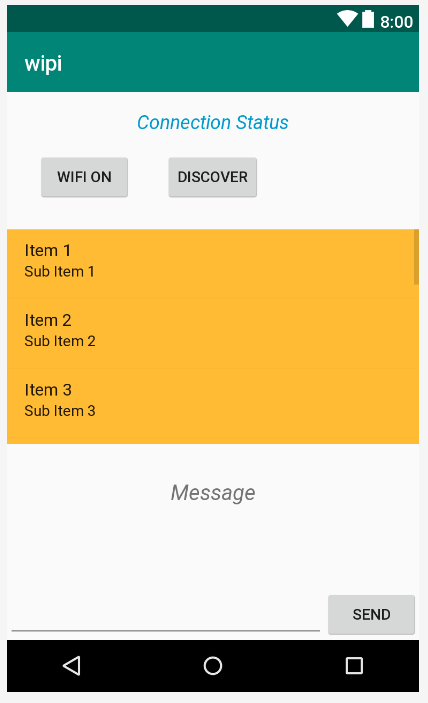 8:00
wipi
Connection Status
WIFI ON DISCOVER
Item 1
Sub Item 1
Item 2
Sub Item 2
Item 3
Sub Item 3
Message
SEND